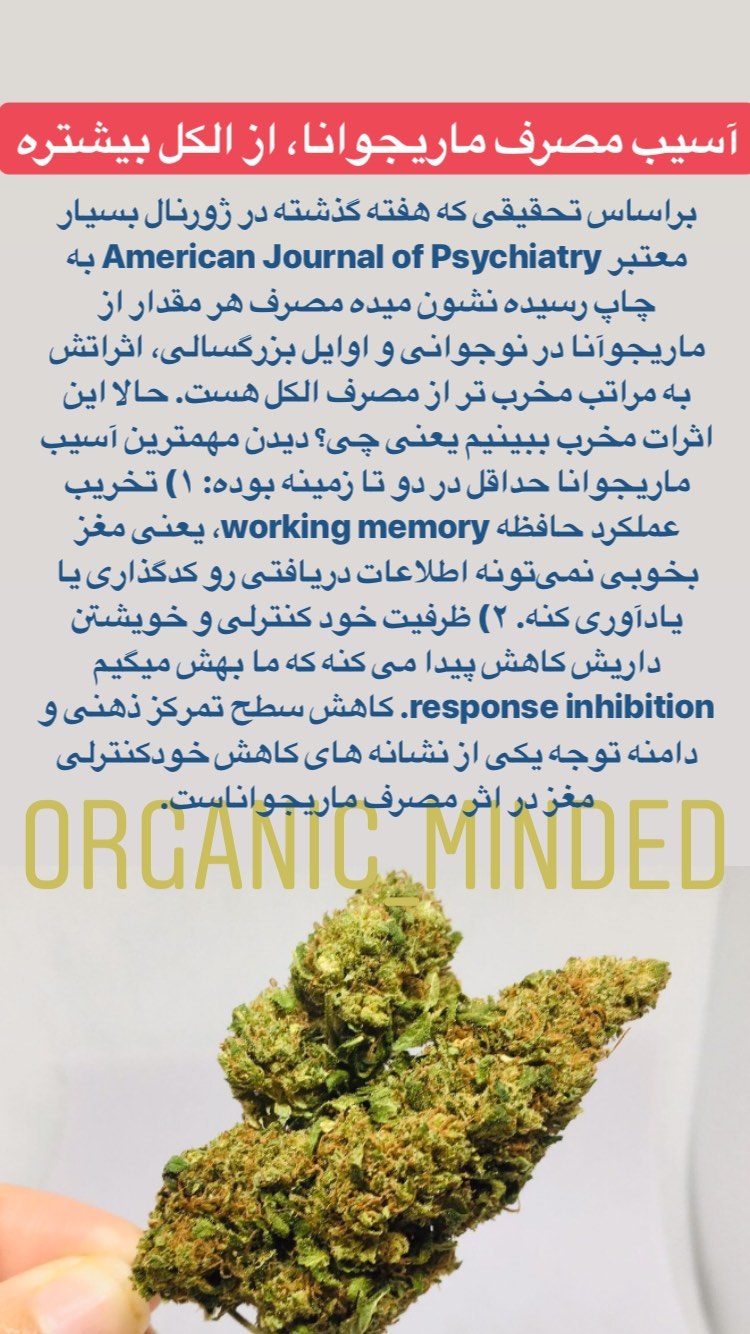 آسیب مصرف ماریجوانا، از الکل بیشتره
براساس تحقیقی که هفته گذشته در ژورنال بسیار
معتبر American Journal of Psychiatry به
چاپ رسیده نشون میده مصرف هر مقدار از
ماریجوآنا در نوجوانی و اوایل بزرگسالی، اثراتش
به مراتب مخرب تر از مصرف الکل هست. حالا این
اثرات مخرب ببینیم یعنی چی؟ دیدن مهمترین آسیب
ماریجوانا حداقل در دو تا زمینه بوده: ۱) تخریب
عملکرد حافظه working memory، یعنی مغز
بخوبی نمی‌تونه اطلاعات دریافتی رو کدگذاری یا
یادآوری کنه. ۲) ظرفیت خود کنترلی و خویشتن
داریش کاهش پیدا می کنه که ما بهش میگیم
response inhibition. کاهش سطح تمرکز ذهنی و
دامنه توجه یکی از نشانه های کاهش خودکنترلی
مغز در اثر مصرف ماریجواناست.
ORGANIC_MINDED